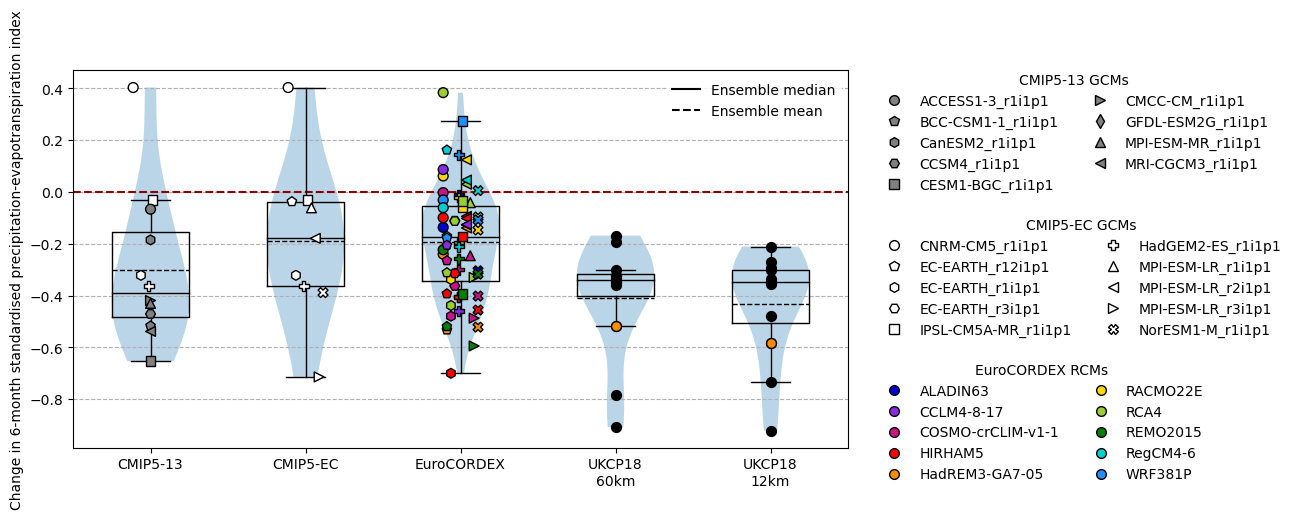 Change in 6-month standardised precipitation-evapotranspiration index
0.4
0.2
0.0
−0.2
−0.4
−0.6
−0.8
Ensemble median
Ensemble mean
CMIP5-13
CMIP5-EC
EuroCORDEX
UKCP18
60km
UKCP18
12km
CMIP5-13 GCMs
ACCESS1-3_r1i1p1
BCC-CSM1-1_r1i1p1
CanESM2_r1i1p1
CCSM4_r1i1p1
CESM1-BGC_r1i1p1
CMCC-CM_r1i1p1
GFDL-ESM2G_r1i1p1
MPI-ESM-MR_r1i1p1
MRI-CGCM3_r1i1p1
CMIP5-EC GCMs
CNRM-CM5_r1i1p1
EC-EARTH_r12i1p1
EC-EARTH_r1i1p1
EC-EARTH_r3i1p1
IPSL-CM5A-MR_r1i1p1
HadGEM2-ES_r1i1p1
MPI-ESM-LR_r1i1p1
MPI-ESM-LR_r2i1p1
MPI-ESM-LR_r3i1p1
NorESM1-M_r1i1p1
EuroCORDEX RCMs
ALADIN63
CCLM4-8-17
COSMO-crCLIM-v1-1
HIRHAM5
HadREM3-GA7-05
RACMO22E
RCA4
REMO2015
RegCM4-6
WRF381P